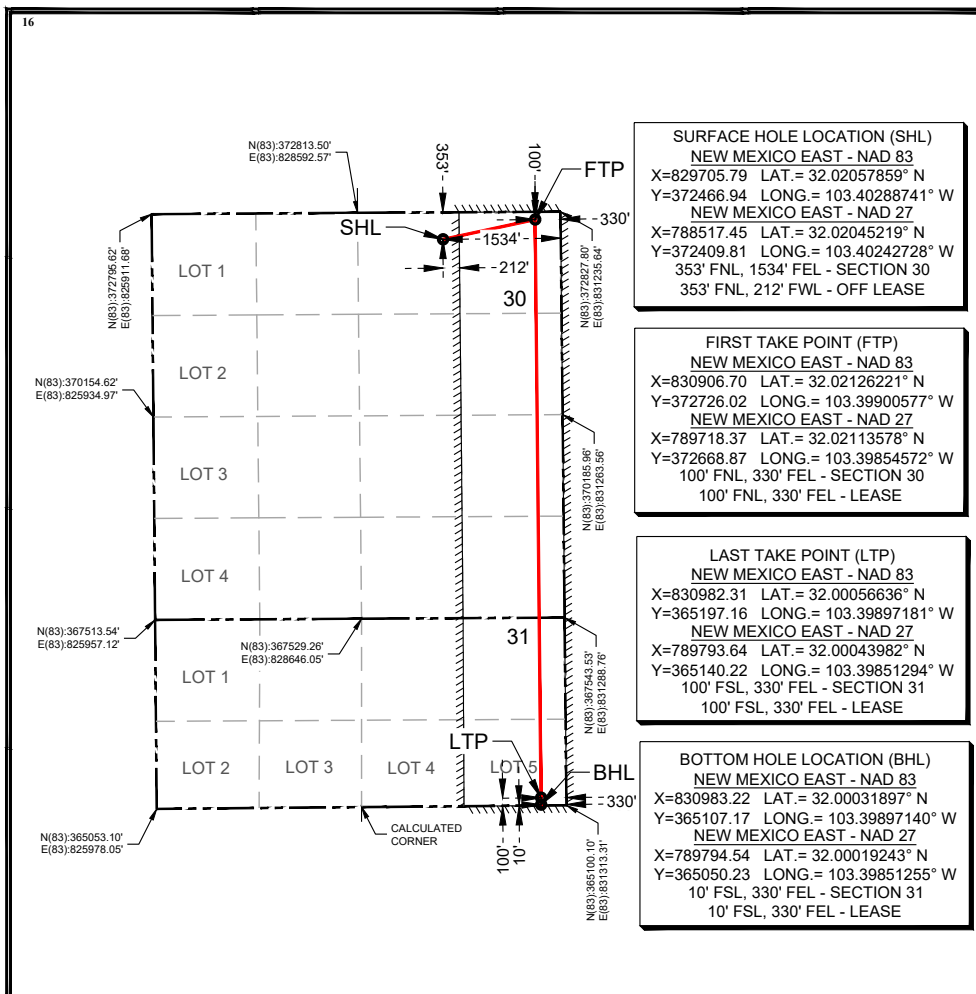 16
N(83):372813.50'
E(83):828592.57'
353'
100'
FTP
SHL
330'
1534'
212'
N(83):372795.62'
E(83):825911.68'
N(83):372827.80'
E(83):831235.64'
LOT 1
30
LOT 2
N(83):370154.62'
E(83):825934.97'
N(83):370185.96'
E(83):831263.56'
LOT 3
LOT 4
N(83):367513.54'
E(83):825957.12'
N(83):367529.26'
E(83):828646.05'
31
N(83):367543.53'
E(83):831288.76'
LOT 1
LTP
LOT 2
LOT 3
LOT 4
LOT 5
BHL
330'
N(83):365053.10'
E(83):825978.05'
CALCULATED
CORNER
100'
10'
N(83):365100.10'
E(83):831313.31'
SURFACE HOLE LOCATION (SHL)
NEW MEXICO EAST - NAD 83
X=829705.79 LAT.= 32.02057859° N
Y=372466.94 LONG.= 103.40288741° W
NEW MEXICO EAST - NAD 27
X=788517.45 LAT.= 32.02045219° N
Y=372409.81 LONG.= 103.40242728° W
353' FNL, 1534' FEL - SECTION 30
353' FNL, 212' FWL - OFF LEASE
FIRST TAKE POINT (FTP)
NEW MEXICO EAST - NAD 83
X=830906.70 LAT.= 32.02126221° N
Y=372726.02 LONG.= 103.39900577° W
NEW MEXICO EAST - NAD 27
X=789718.37 LAT.= 32.02113578° N
Y=372668.87 LONG.= 103.39854572° W
100' FNL, 330' FEL - SECTION 30
100' FNL, 330' FEL - LEASE
LAST TAKE POINT (LTP)
NEW MEXICO EAST - NAD 83
X=830982.31 LAT.= 32.00056636° N
Y=365197.16 LONG.= 103.39897181° W
NEW MEXICO EAST - NAD 27
X=789793.64 LAT.= 32.00043982° N
Y=365140.22 LONG.= 103.39851294° W
100' FSL, 330' FEL - SECTION 31
100' FSL, 330' FEL - LEASE
BOTTOM HOLE LOCATION (BHL)
NEW MEXICO EAST - NAD 83
X=830983.22 LAT.= 32.00031897° N
Y=365107.17 LONG.= 103.39897140° W
NEW MEXICO EAST - NAD 27
X=789794.54 LAT.= 32.00019243° N
Y=365050.23 LONG.= 103.39851255° W
10' FSL, 330' FEL - SECTION 31
10' FSL, 330' FEL - LEASE